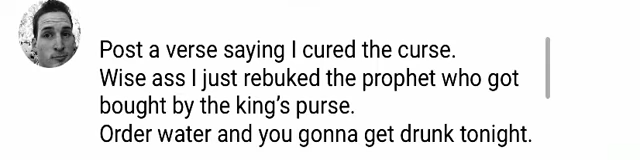 Post a verse saying I cured the curse.
Wise ass I just rebuked the prophet who got
bought by the king's purse.
Order water and you gonna get drunk tonight.